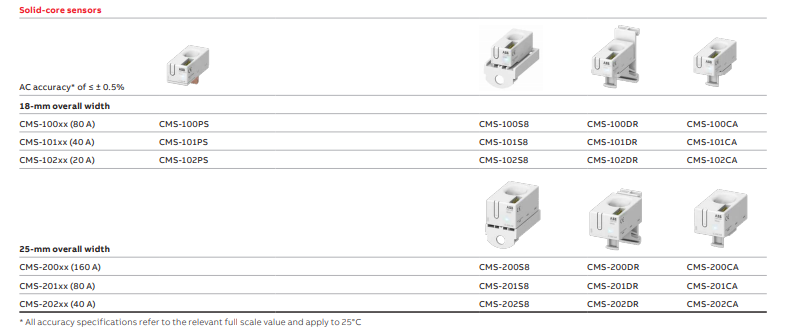 Solid-core sensors
AC accuracy* of ≤ ± 0.5%
18-mm overall width
CMS-100xx (80 A) CMS-100PS CMS-100S8 CMS-100DR CMS-100CA
CMS-101xx (40 A) CMS-101PS CMS-101S8 CMS-101DR CMS-101CA
CMS-102xx (20 A) CMS-102PS CMS-102S8 CMS-102DR CMS-102CA
25-mm overall width
CMS-200xx (160 A) CMS-200S8 CMS-200DR CMS-200CA
CMS-201xx (80 A) CMS-201S8 CMS-201DR CMS-201CA
CMS-202xx (40 A) CMS-202S8 CMS-202DR CMS-202CA
* All accuracy specifications refer to the relevant full scale value and apply to 25°C